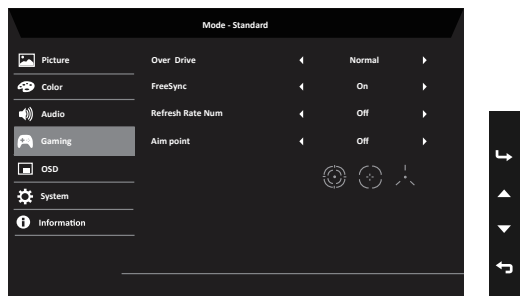 Mode - Standard
Picture
Over Drive Normal
Color
FreeSync On
Audio
Refresh Rate Num Off
Gaming
Aim point Off
OSD
System
Information